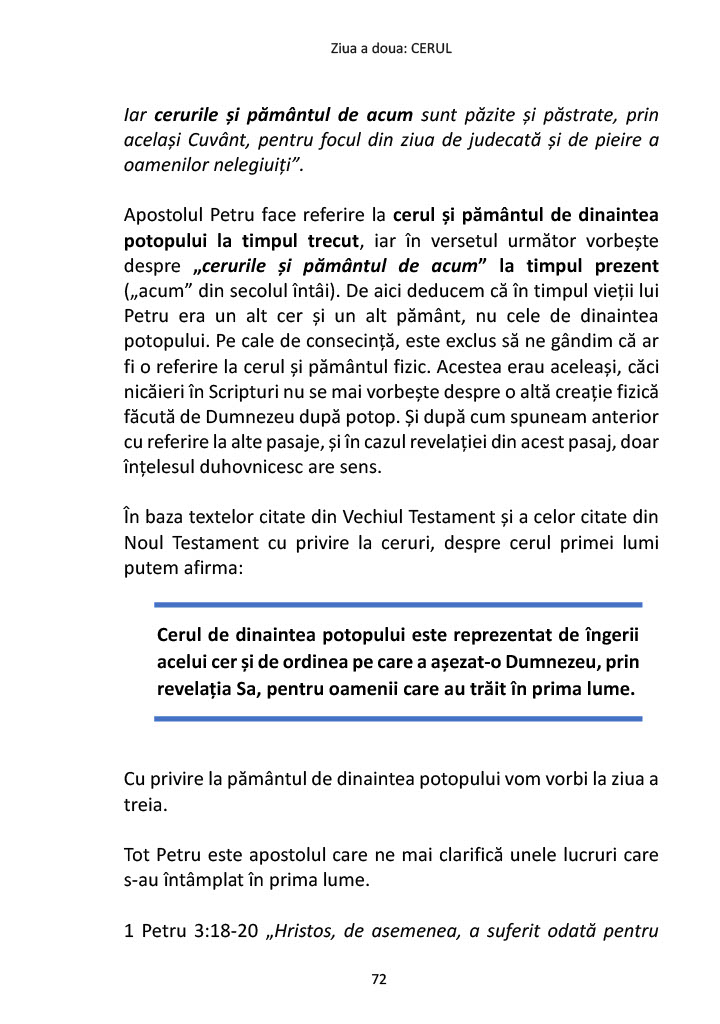 Ziua a doua: CERUL
Iar cerurile și pământul de acum sunt păzite și păstrate, prin
același Cuvânt, pentru focul din ziua de judecată și de pieire a
oamenilor nelegiuiți”.
Apostolul Petru face referire la cerul și pământul de dinaintea
potopului la timpul trecut, iar în versetul următor vorbește
despre „cerurile și pământul de acum” la timpul prezent
(„acum” din secolul întâi). De aici deducem că în timpul vieții lui
Petru era un alt cer și un alt pământ, nu cele de dinaintea
potopului. Pe cale de consecință, este exclus să ne gândim că ar
fi o referire la cerul și pământul fizic. Acestea erau aceleași, căci
nicăieri în Scripturi nu se mai vorbește despre o altă creație fizică
făcută de Dumnezeu după potop. Și după cum spuneam anterior
cu referire la alte pasaje, și în cazul revelației din acest pasaj, doar
înțelesul duhovnicesc are sens.
În baza textelor citate din Vechiul Testament și a celor citate din
Noul Testament cu privire la ceruri, despre cerul primei lumi
putem afirma:
Cerul de dinaintea potopului este reprezentat de îngerii
acelui cer și de ordinea pe care a așezat-o Dumnezeu, prin
revelația Sa, pentru oamenii care au trăit în prima lume.
Cu privire la pământul de dinaintea potopului vom vorbi la ziua a
treia.
Tot Petru este apostolul care ne mai clarifică unele lucruri care
s-au întâmplat în prima lume.
1 Petru 3:18-20 „Hristos, de asemenea, a suferit odată pentru
72